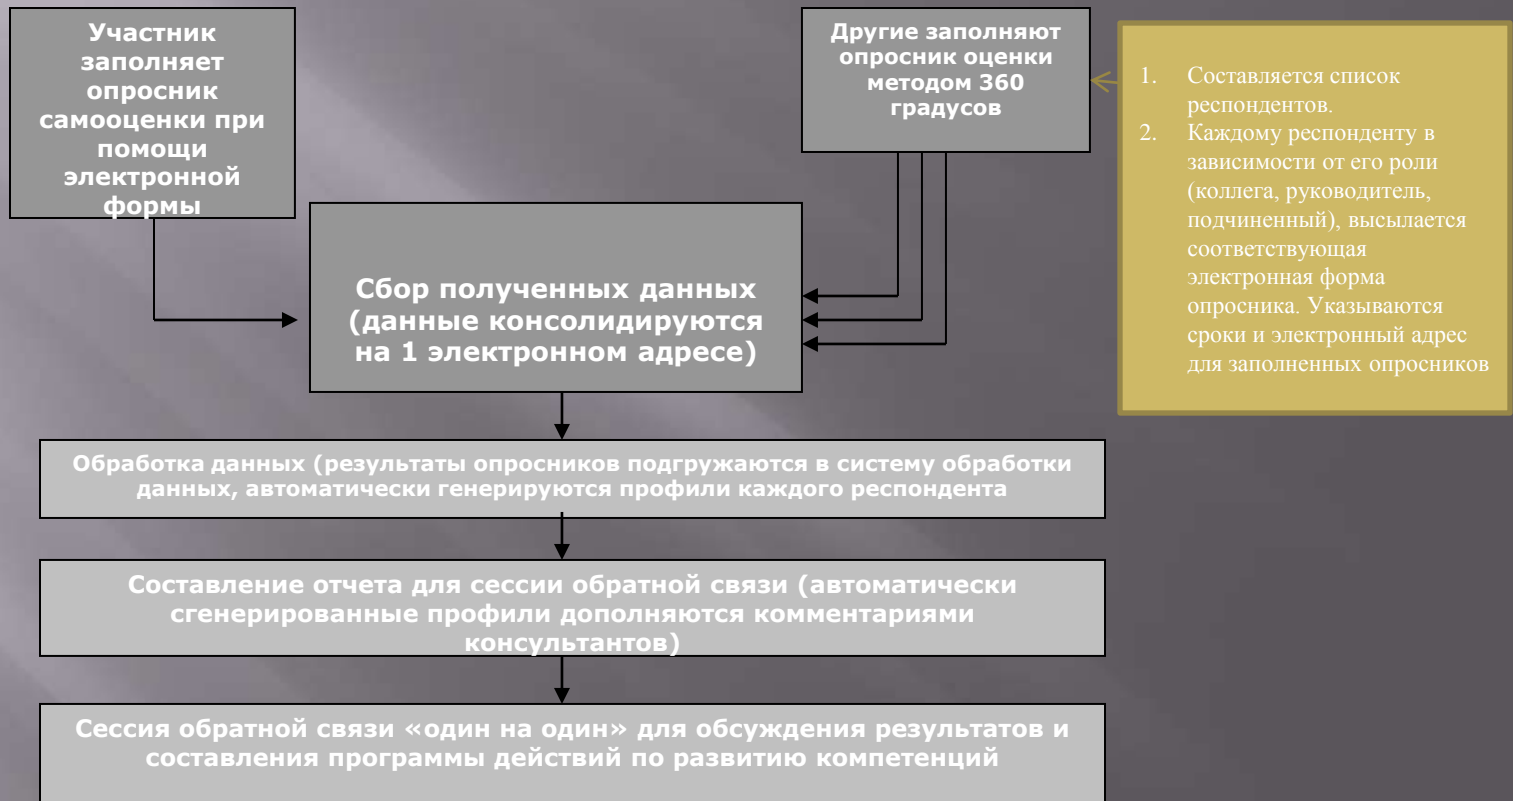 Участник
заполняет
опросник
самооценки при
помощи
электронной
формы
Другие заполняют
опросник оценки
методом 360
градусов
1. Составляется список
респондентов.
2. Каждому респонденту в
зависимости от его роли
(коллега, руководитель,
подчиненный), высылается
соответствующая
электронная форма
опросника. Указываются
сроки и электронный адрес
для заполненных опросников
Сбор полученных данных
(данные консолидируются
на 1 электронном адресе)
Обработка данных (результаты опросников подгружаются в систему обработки
данных, автоматически генерируются профили каждого респондента
Составление отчета для сессии обратной связи (автоматически
сгенерированные профили дополняются комментариями
консультантов)
Сессия обратной связи «один на один» для обсуждения результатов и
составления программы действий по развитию компетенций